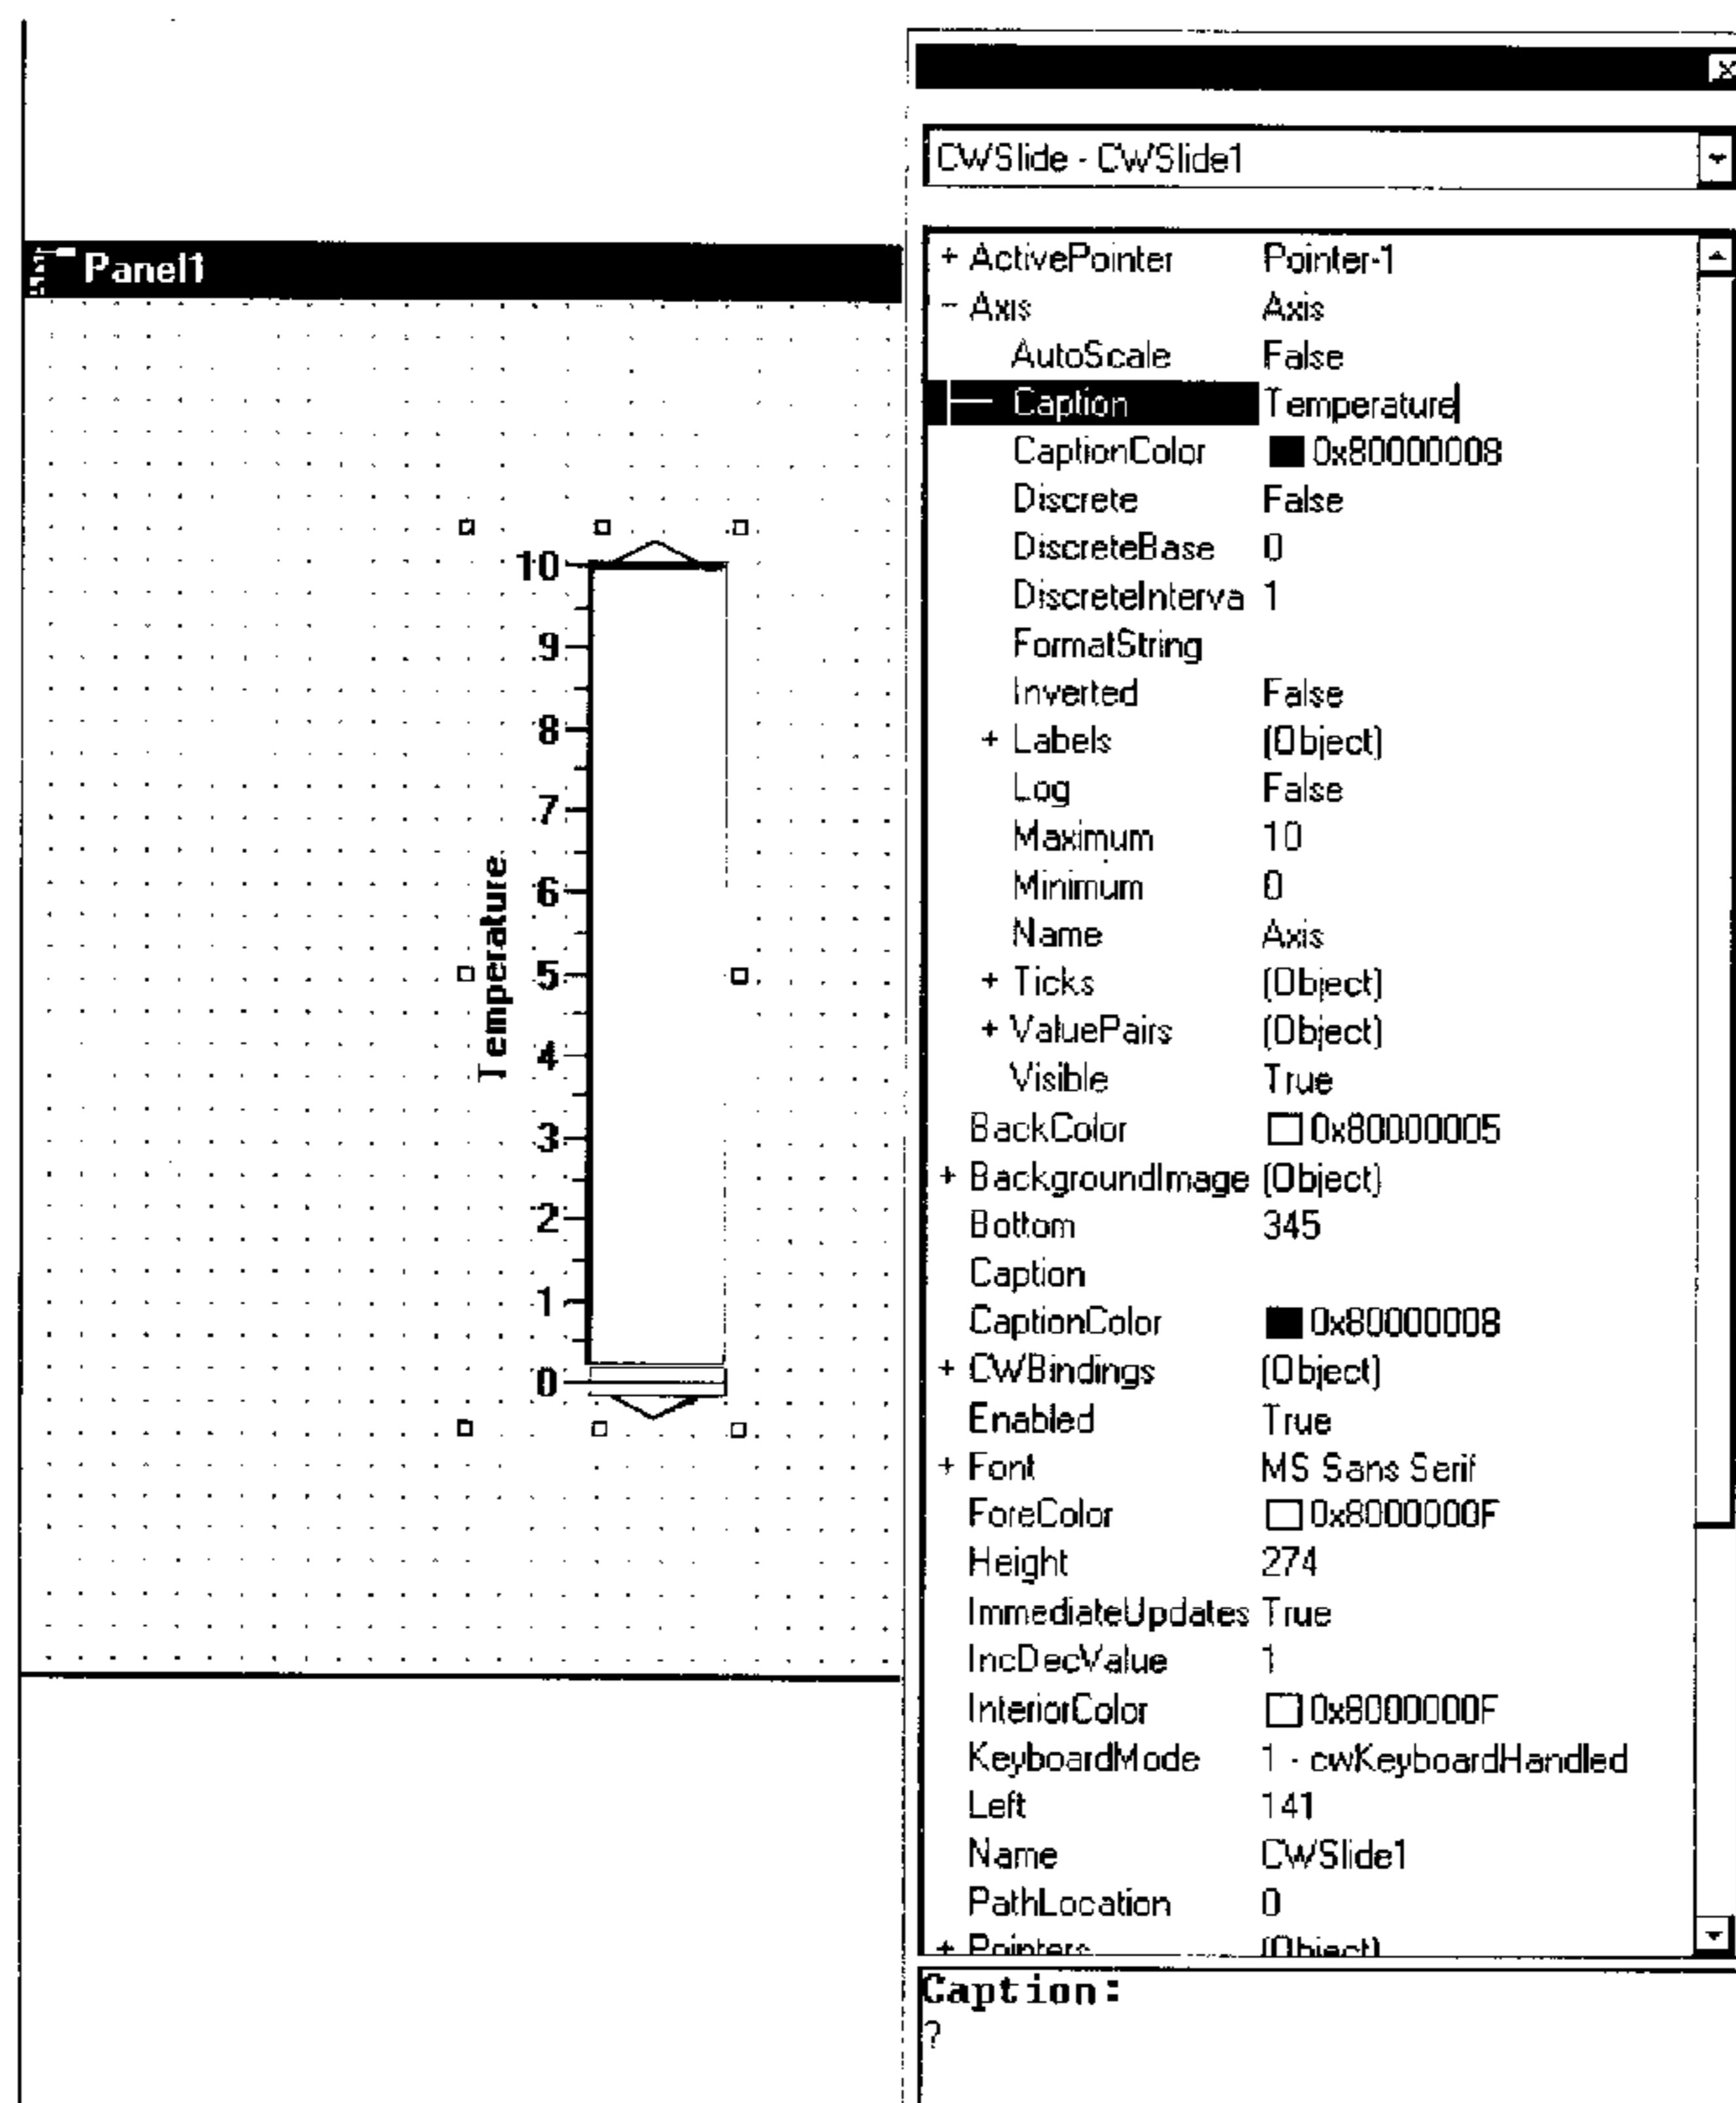 Panel1
10
9
8
7
6
5
4
3
2
1
0
Temperature
CWSlide - CWSlide1
+ ActivePointer Pointer-1
- Axis Axis
AutoScale False
Caption Temperature
CaptionColor 0x80000008
Discrete False
DiscreteBase 0
DiscreteInterva 1
FormatString
Inverted False
+ Labels (Object)
Log False
Maximum 10
Minimum 0
Name Axis
+ Ticks (Object)
+ ValuePairs (Object)
Visible True
BackColor 0x80000005
+ BackgroundImage (Object)
Bottom 345
Caption
CaptionColor 0x80000008
+ CWBindings (Object)
Enabled True
+ Font MS Sans Serif
ForeColor 0x8000000F
Height 274
ImmediateUpdates True
IncDecValue 1
InteriorColor 0x8000000F
KeyboardMode 1 - cwKeyboardHandled
Left 141
Name CWSlide1
PathLocation 0
+ Pointers (Object)
Caption:
?